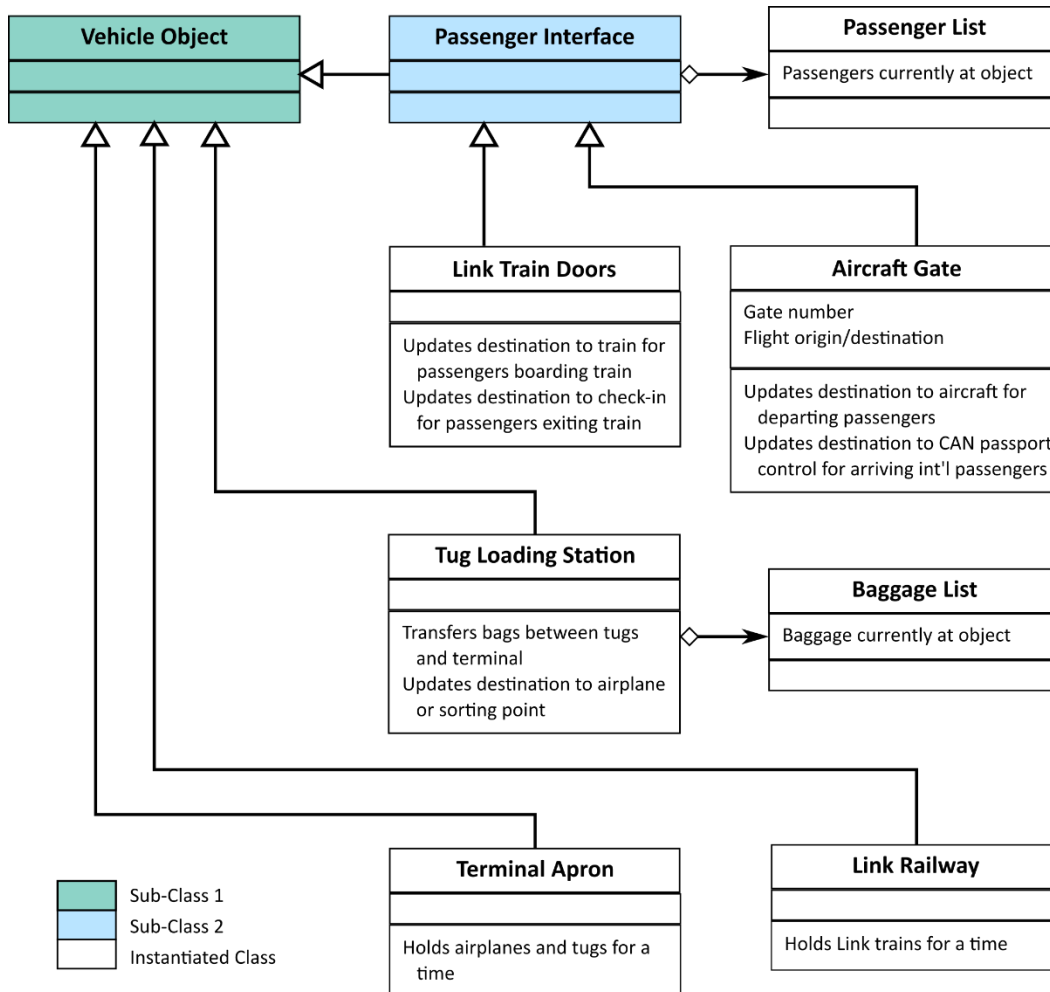 Vehicle Object
Passenger Interface
Passenger List
Passengers currently at object
Link Train Doors
Updates destination to train for
passengers boarding train
Updates destination to check-in
for passengers exiting train
Aircraft Gate
Gate number
Flight origin/destination
Updates destination to aircraft for
departing passengers
Updates destination to CAN passport
control for arriving int'l passengers
Tug Loading Station
Transfers bags between tugs
and terminal
Updates destination to airplane
or sorting point
Baggage List
Baggage currently at object
Terminal Apron
Holds airplanes and tugs for a
time
Link Railway
Holds Link trains for a time
Sub-Class 1
Sub-Class 2
Instantiated Class